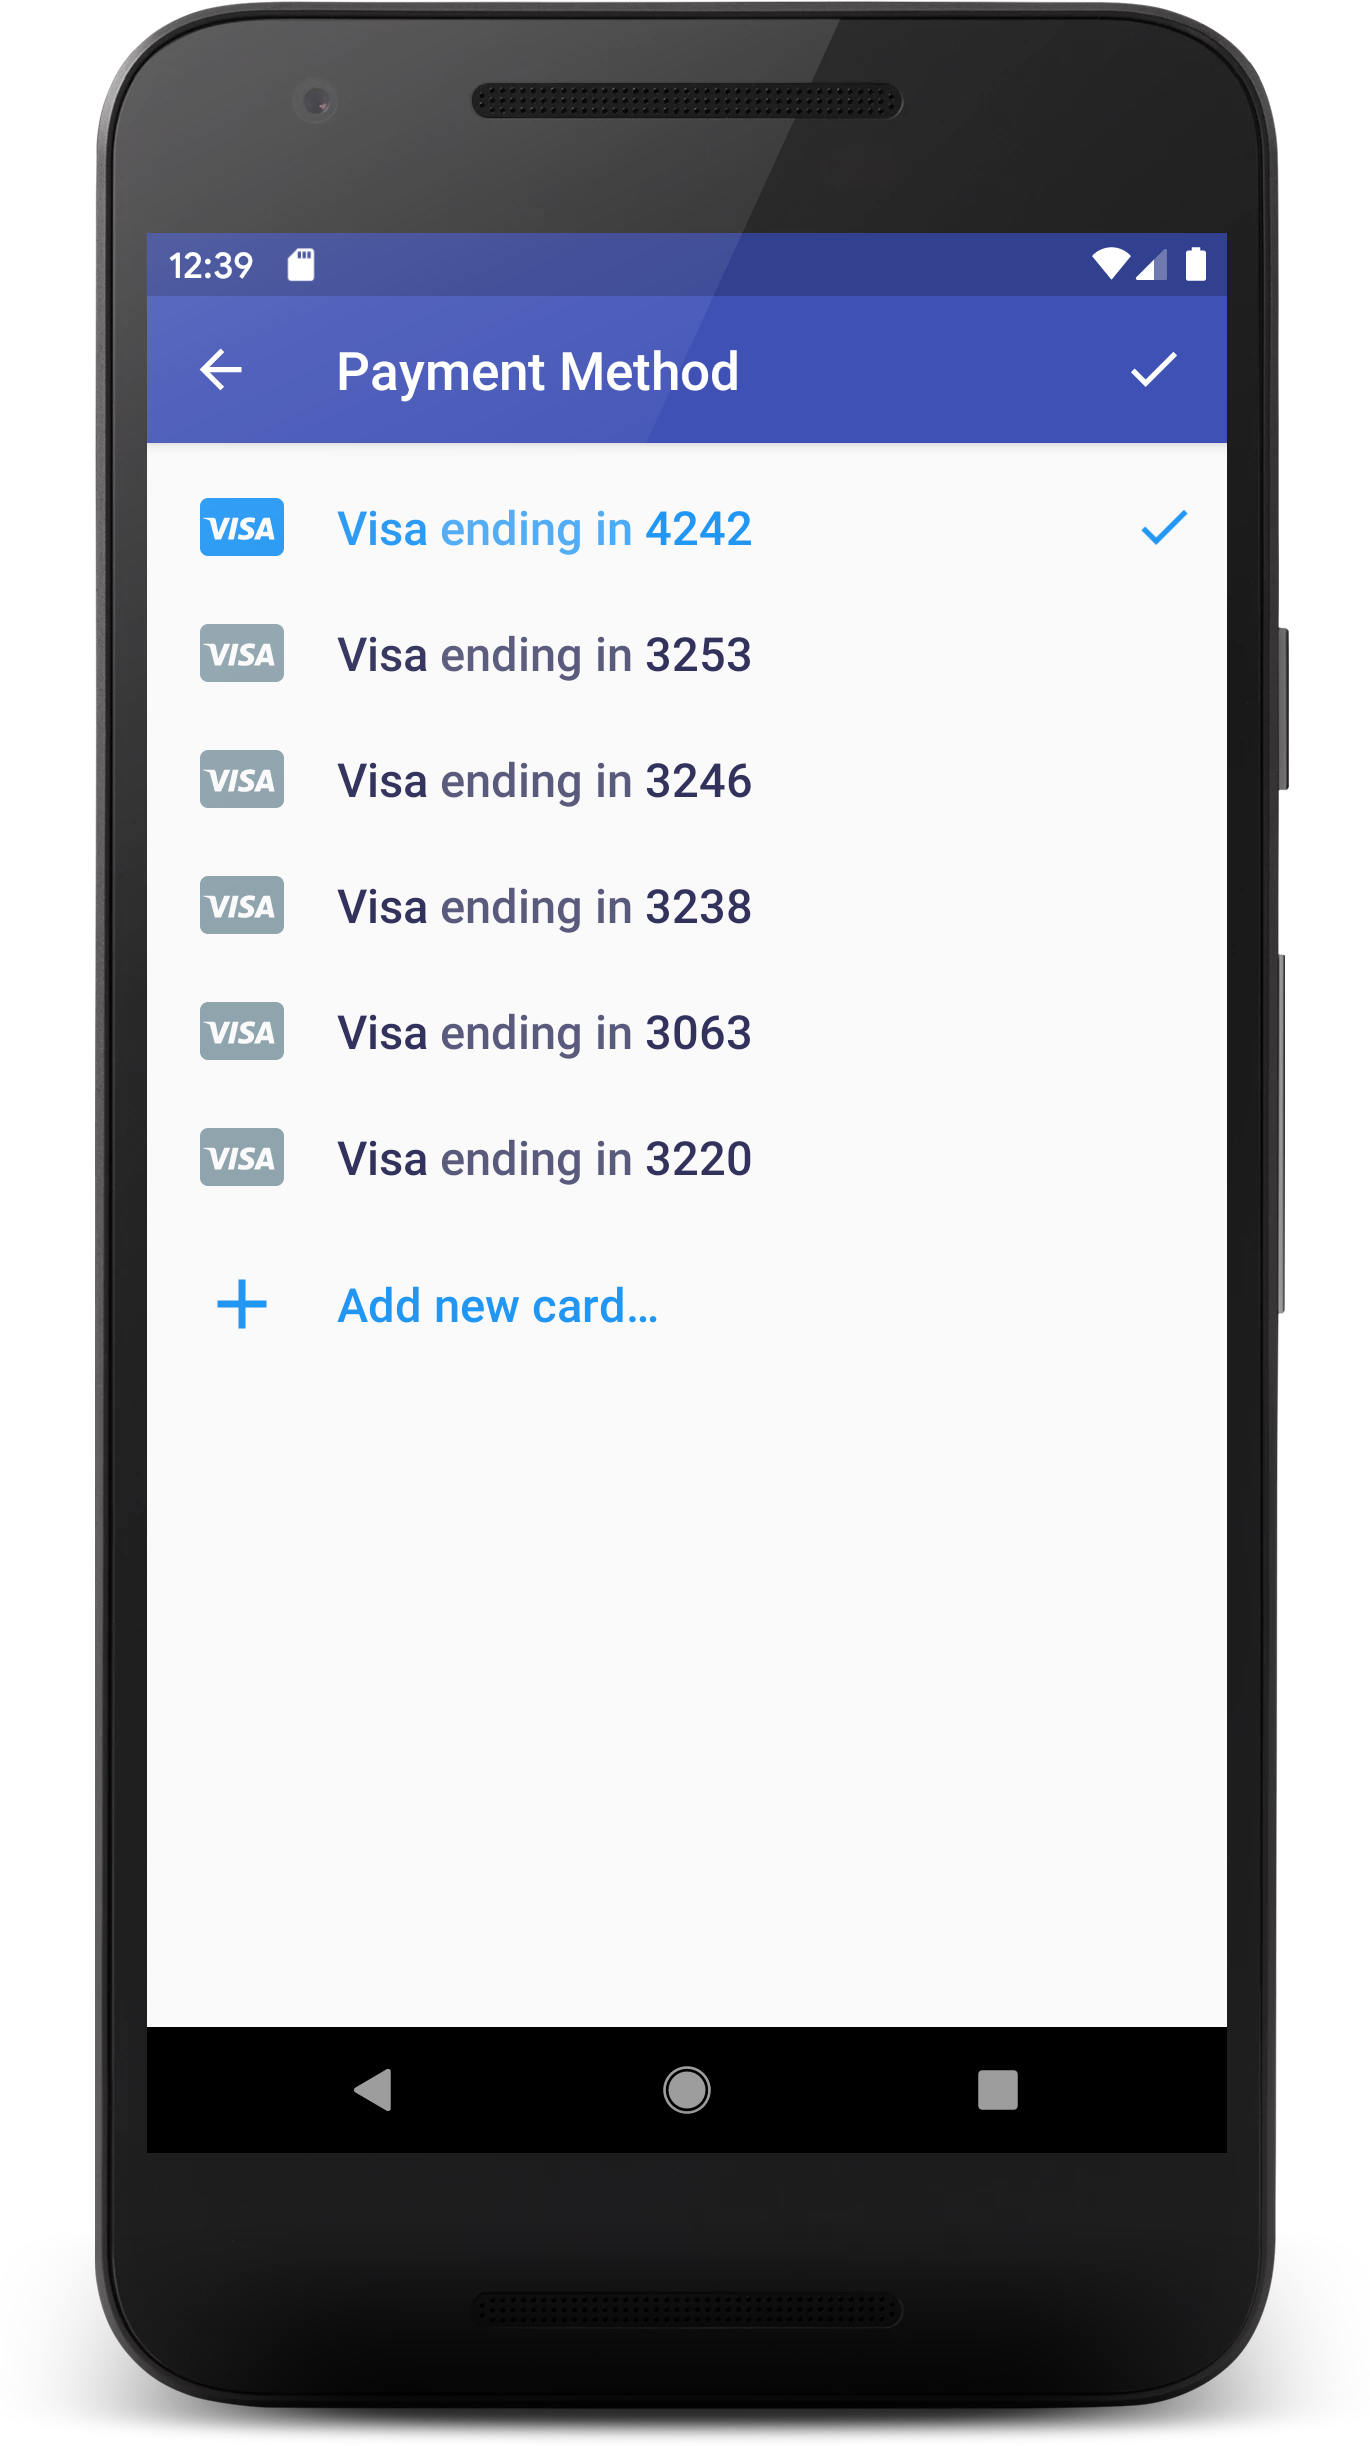 12:39
Payment Method
VISA Visa ending in 4242
VISA Visa ending in 3253
VISA Visa ending in 3246
VISA Visa ending in 3238
VISA Visa ending in 3063
VISA Visa ending in 3220
Add new card...